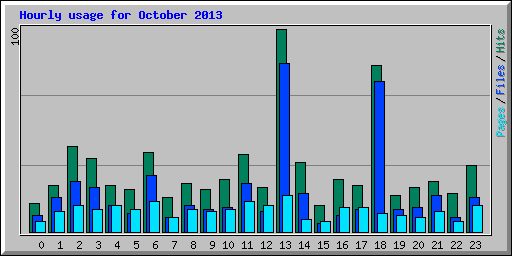 Hourly usage for October 2013
100
Pages/Files/Hits
0 1 2 3 4 5 6 7 8 9 10 11 12 13 14 15 16 17 18 19 20 21 22 23